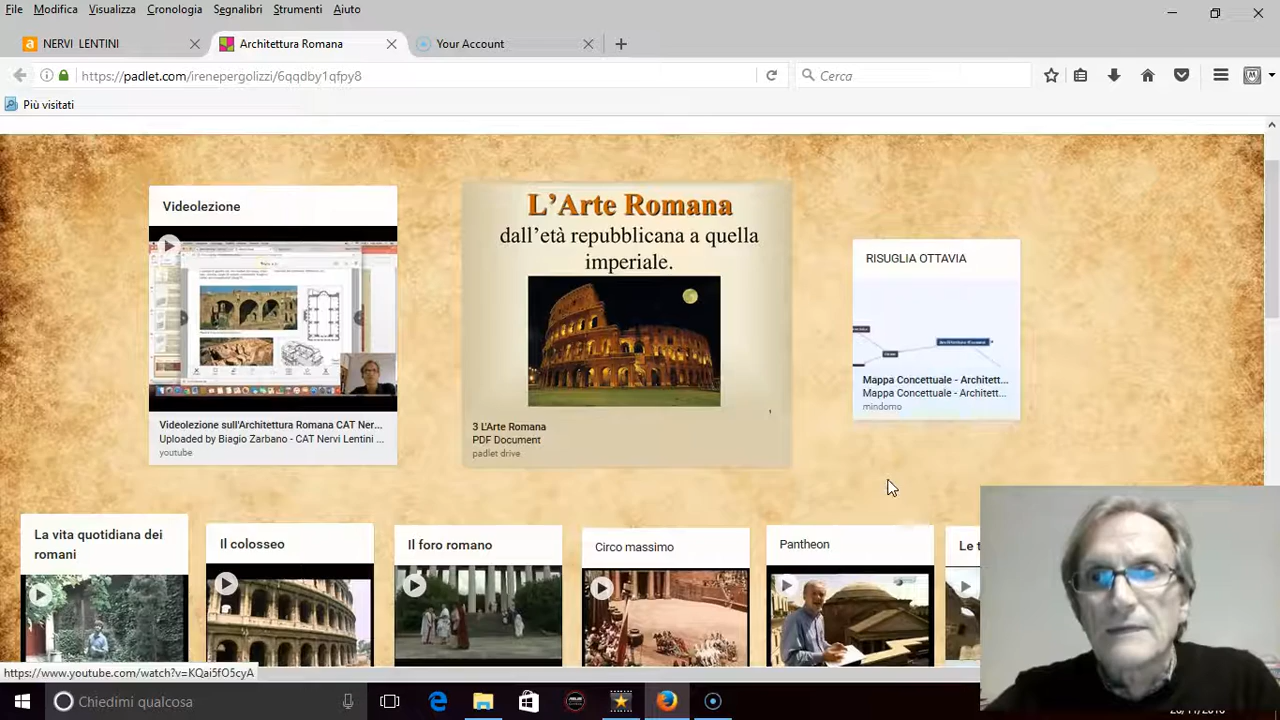 File Modifica Visualizza Cronologia Segnalibri Strumenti Aiuto
NERVI LENTINI
Architettura Romana
Your Account
https://padlet.com/irenepergolizzi/6qqdby1qfpy8
Cerca
Più visitati
Videolezione
Videolezione sull'Architettura Romana CAT Ner...
Uploaded by Biagio Zarbano - CAT Nervi Lentini ...
youtube
L'Arte Romana
dall'età repubblicana a quella
imperiale.
3 L'Arte Romana
PDF Document
padlet drive
RISUGLIA OTTAVIA
Mappa Concettuale - Architett...
Mappa Concettuale - Architett...
mindomo
La vita quotidiana dei
romani
Il colosseo
Il foro romano
Circo massimo
Pantheon
Le t
https://www.youtube.com/watch?v=KQai5fO5cyA
Chiedimi qualcosa